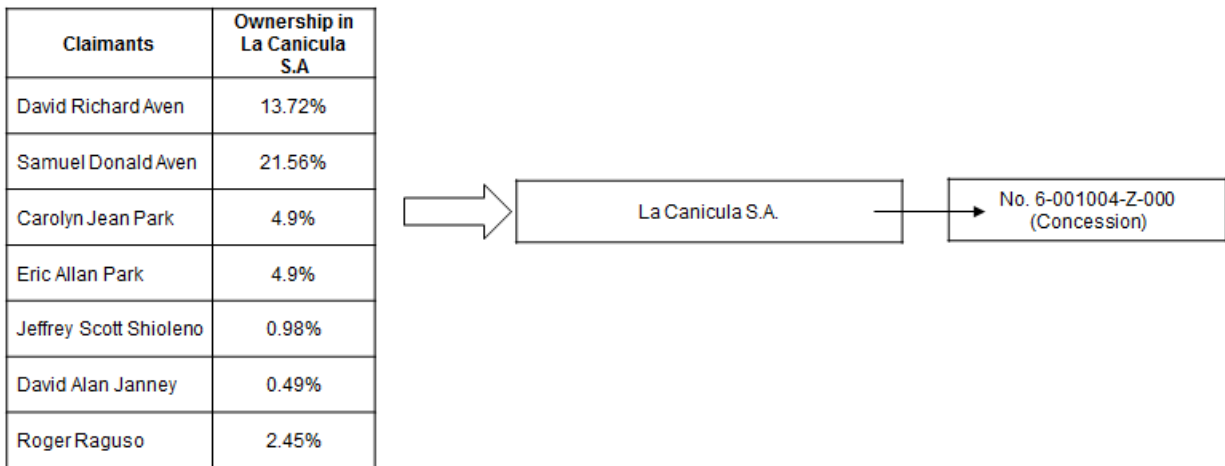 Claimants
Ownership in
La Canicula
S.A
David Richard Aven
13.72%
Samuel Donald Aven
21.56%
Carolyn Jean Park
4.9%
Eric Allan Park
4.9%
Jeffrey Scott Shioleno
0.98%
David Alan Janney
0.49%
Roger Raguso
2.45%
La Canicula S.A.
No. 6-001004-Z-000
(Concession)